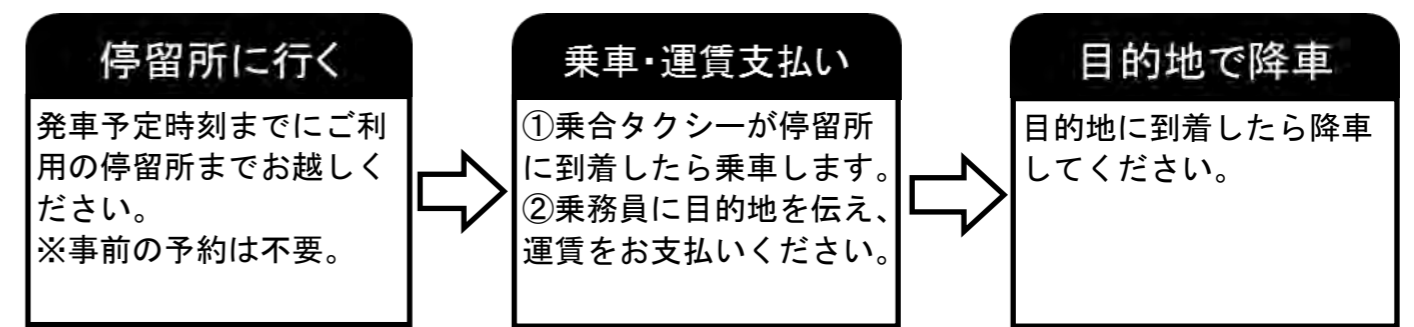 停留所に行く
発車予定時刻までにご利
用の停留所までお越しく
ださい。
※事前の予約は不要。
乗車・運賃支払い
①乗合タクシーが停留所
に到着したら乗車します。
②乗務員に目的地を伝え、
運賃をお支払いください。
目的地で降車
目的地に到着したら降車
してください。